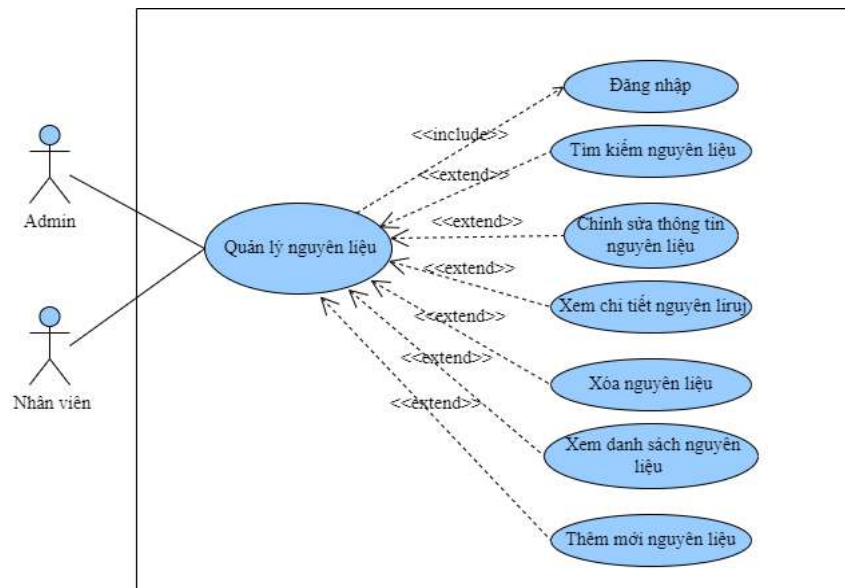 Đăng nhập
<<include>>
Tìm kiếm nguyên liệu
<<extend>>
Admin
<<extend>>
Chỉnh sửa thông tin
nguyên liệu
Quản lý nguyên liệu
<<extend>>
Xem chi tiết nguyên liruj
<<extend>>
Nhân viên
<<extend>>
Xóa nguyên liệu
<<extend>>
Xem danh sách nguyên
liệu
Thêm mới nguyên liệu